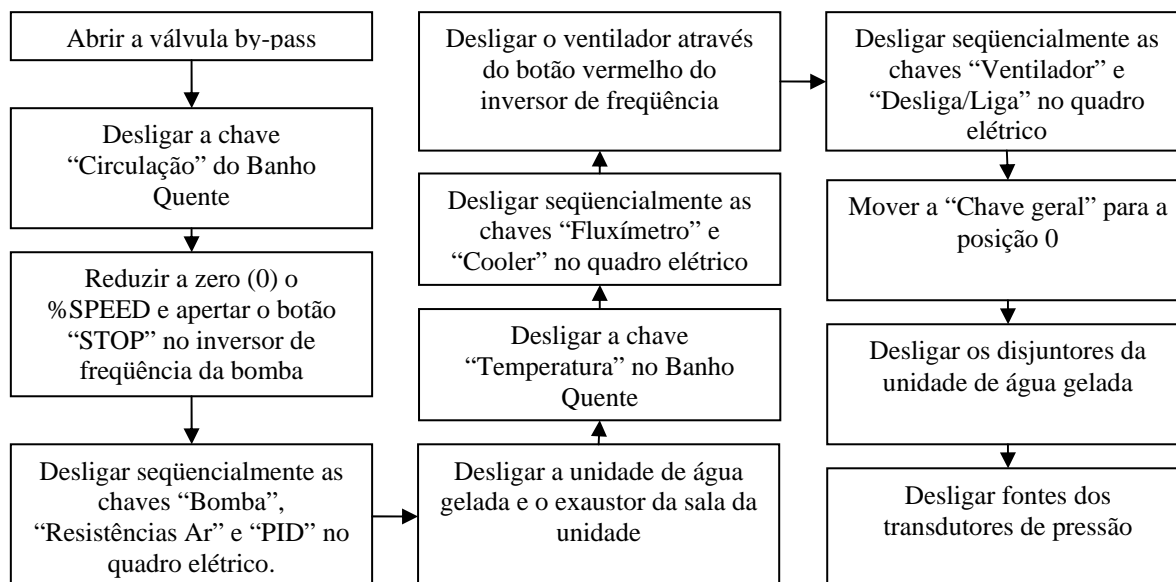 Abrir a válvula by-pass
Desligar a chave
“Circulação” do Banho
Quente
Reduzir a zero (0) o
%SPEED e apertar o botão
“STOP” no inversor de
freqüência da bomba
Desligar seqüencialmente as
chaves “Bomba”,
“Resistências Ar” e “PID” no
quadro elétrico.
Desligar a unidade de água
gelada e o exaustor da sala da
unidade
Desligar a chave
“Temperatura” no Banho
Quente
Desligar seqüencialmente as
chaves “Fluxímetro” e
“Cooler” no quadro elétrico
Desligar o ventilador através
do botão vermelho do
inversor de freqüência
Desligar seqüencialmente as
chaves “Ventilador” e
“Desliga/Liga” no quadro
elétrico
Mover a “Chave geral” para a
posição 0
Desligar os disjuntores da
unidade de água gelada
Desligar fontes dos
transdutores de pressão